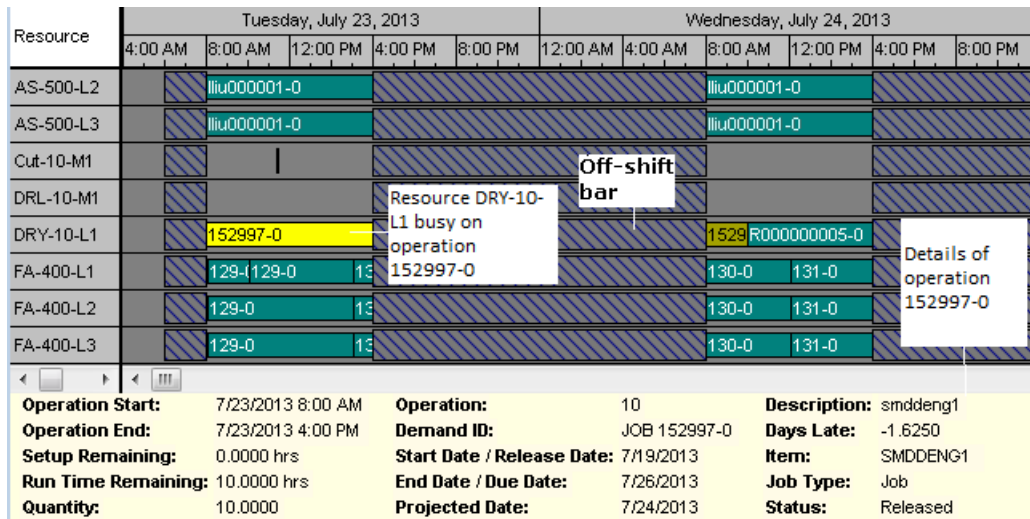 Resource
Tuesday, July 23, 2013
Wednesday, July 24, 2013
4:00 AM 8:00 AM 12:00 PM 4:00 PM 8:00 PM 12:00 AM 4:00 AM 8:00 AM 12:00 PM 4:00 PM 8:00 PM
AS-500-L2 lliu000001-0 lliu000001-0
AS-500-L3 lliu000001-0 lliu000001-0
Cut-10-M1
Off-shift
bar
DRL-10-M1
Resource DRY-10-
L1 busy on
operation
152997-0
DRY-10-L1 152997-0 1529 R000000005-0
Details of
operation
152997-0
FA-400-L1 129-( 129-0 13 130-0 131-0
FA-400-L2 129-0 13 130-0 131-0
FA-400-L3 129-0 13 130-0 131-0
Operation Start: 7/23/2013 8:00 AM Operation: 10 Description: smddeng1
Operation End: 7/23/2013 4:00 PM Demand ID: JOB 152997-0 Days Late: -1.6250
Setup Remaining: 0.0000 hrs Start Date / Release Date: 7/19/2013 Item: SMDDENG1
Run Time Remaining: 10.0000 hrs End Date / Due Date: 7/26/2013 Job Type: Job
Quantity: 10.0000 Projected Date: 7/24/2013 Status: Released